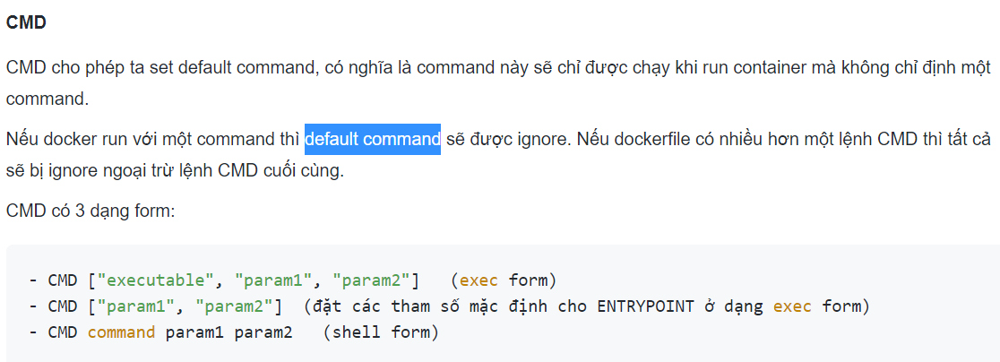 CMD
CMD cho phép ta set default command, có nghĩa là command này sẽ chỉ được chạy khi run container mà không chỉ định một
command.
Nếu docker run với một command thì default command sẽ được ignore. Nếu dockerfile có nhiều hơn một lệnh CMD thì tất cả
sẽ bị ignore ngoại trừ lệnh CMD cuối cùng.
CMD có 3 dạng form:
- CMD ["executable", "param1", "param2"]   (exec form)
- CMD ["param1", "param2"]  (đặt các tham số mặc định cho ENTRYPOINT ở dạng exec form)
- CMD command param1 param2   (shell form)